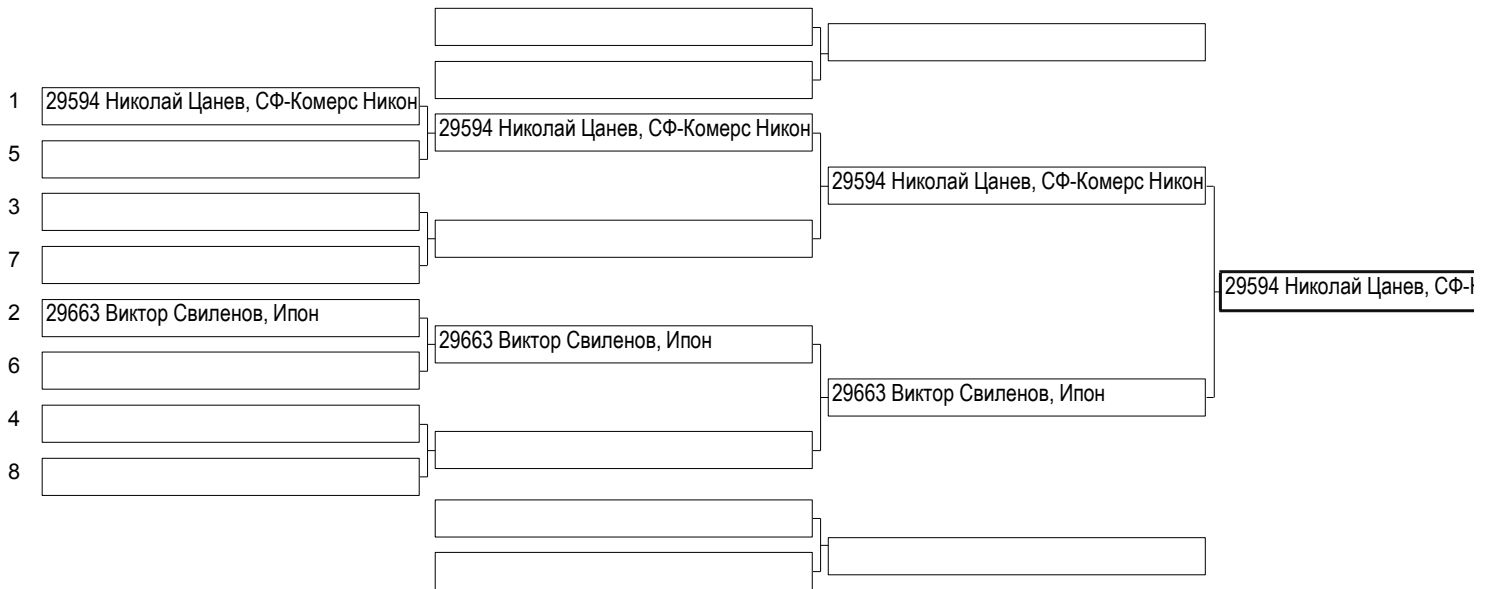 1 29594 Николай Цанев, СФ-Комерс Никон
29594 Николай Цанев, СФ-Комерс Никон
5
29594 Николай Цанев, СФ-Комерс Никон
3
7
29594 Николай Цанев, СФ-
2 29663 Виктор Свиленов, Ипон
29663 Виктор Свиленов, Ипон
6
29663 Виктор Свиленов, Ипон
4
8